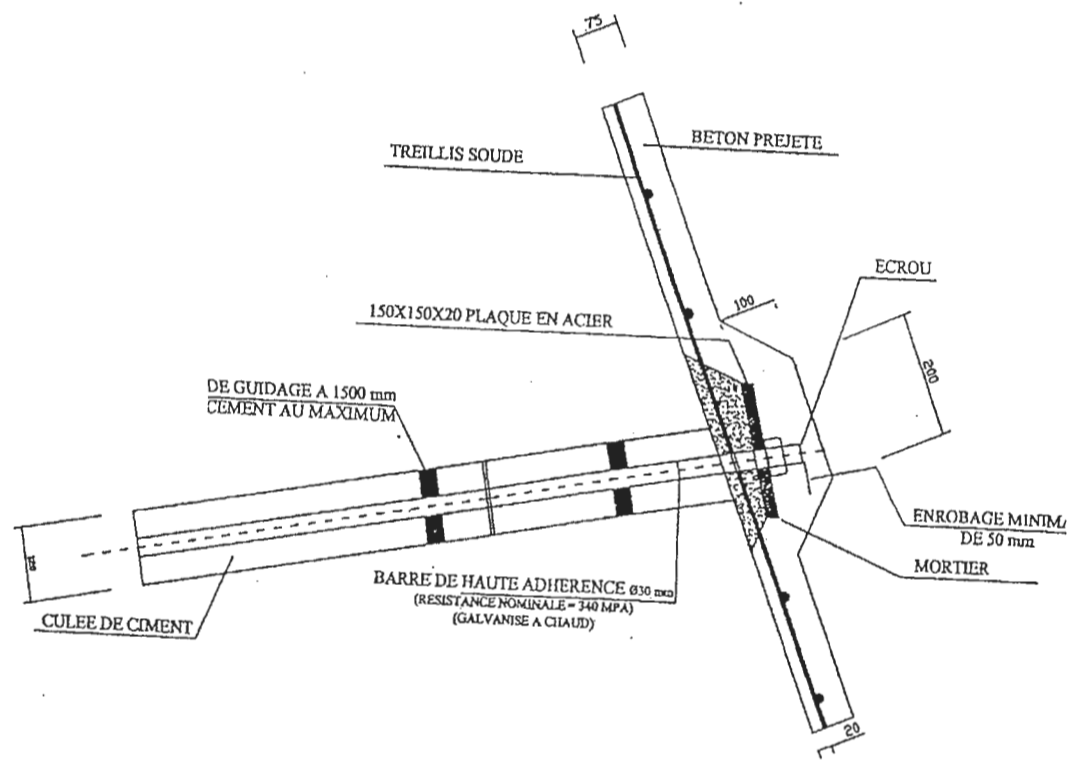 75
BETON PREJETE
TREILLIS SOUDE
ECROU
100
150X150X20 PLAQUE EN ACIER
200
DE GUIDAGE A 1500 mm
CEMENT AU MAXIMUM
ENROBAGE MINIMA
DE 50 mm
MORTIER
BARRE DE HAUTE ADHERENCE Ø30 mm
(RESISTANCE NOMINALE = 340 MPA)
(GALVANISE A CHAUD)
CULEE DE CIMENT
20